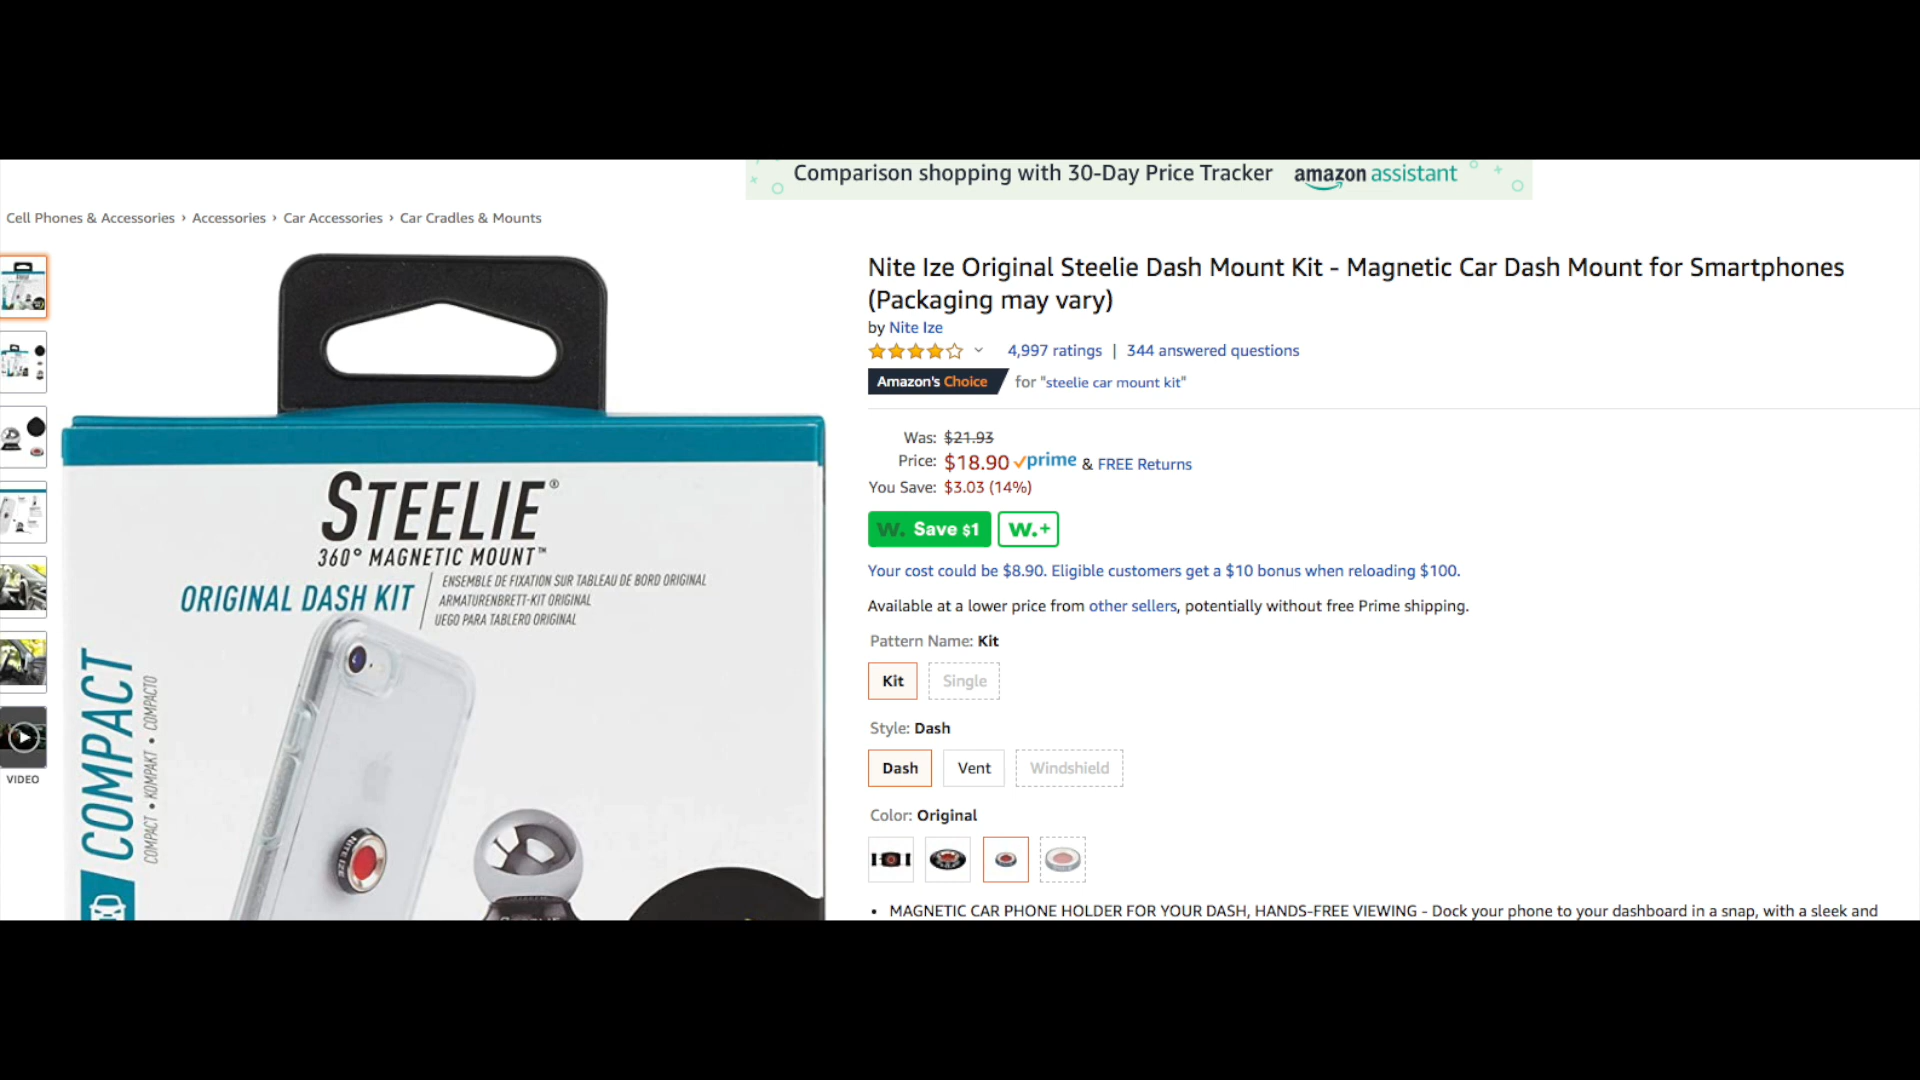 Comparison shopping with 30-Day Price Tracker amazon assistant
Cell Phones & Accessories › Accessories › Car Accessories › Car Cradles & Mounts
VIDEO
STEELIE®
360° MAGNETIC MOUNT™
ORIGINAL DASH KIT
ENSEMBLE DE FIXATION SUR TABLEAU DE BORD ORIGINAL
ARMATURENBRETT-KIT ORIGINAL
UEGO PARA TABLERO ORIGINAL
COMPACT
COMPACT • KOMPAKT • COMPACTO
NITE IZE
Nite Ize Original Steelie Dash Mount Kit - Magnetic Car Dash Mount for Smartphones
(Packaging may vary)
by Nite Ize
4,997 ratings | 344 answered questions
Amazon's Choice for "steelie car mount kit"
Was: $21.93
Price: $18.90 prime & FREE Returns
You Save: $3.03 (14%)
W. Save $1 W.+
Your cost could be $8.90. Eligible customers get a $10 bonus when reloading $100.
Available at a lower price from other sellers, potentially without free Prime shipping.
Pattern Name: Kit
Kit Single
Style: Dash
Dash Vent Windshield
Color: Original
• MAGNETIC CAR PHONE HOLDER FOR YOUR DASH, HANDS-FREE VIEWING - Dock your phone to your dashboard in a snap, with a sleek and